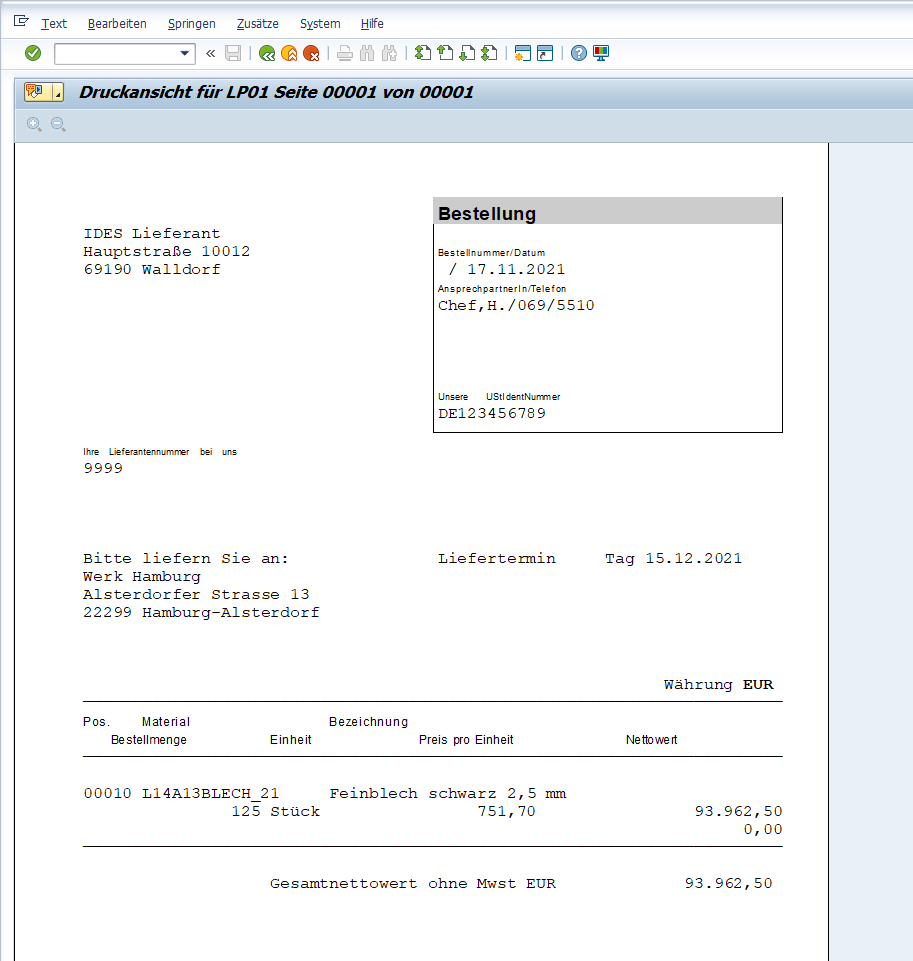 Text Bearbeiten Springen Zusätze System Hilfe
Druckansicht für LP01 Seite 00001 von 00001
Bestellung
IDES Lieferant
Hauptstraße 10012
69190 Walldorf
Bestellnummer/Datum
/ 17.11.2021
AnsprechpartnerIn/Telefon
Chef,H./069/5510
Unsere UStIdentNummer
DE123456789
Ihre Lieferantennummer bei uns
9999
Bitte liefern Sie an: Liefertermin Tag 15.12.2021
Werk Hamburg
Alsterdorfer Strasse 13
22299 Hamburg-Alsterdorf
Währung EUR
Pos. Material Bezeichnung
Bestellmenge Einheit Preis pro Einheit Nettowert
00010 L14A13BLECH_21 Feinblech schwarz 2,5 mm
125 Stück 751,70 93.962,50
0,00
Gesamtnettowert ohne Mwst EUR 93.962,50